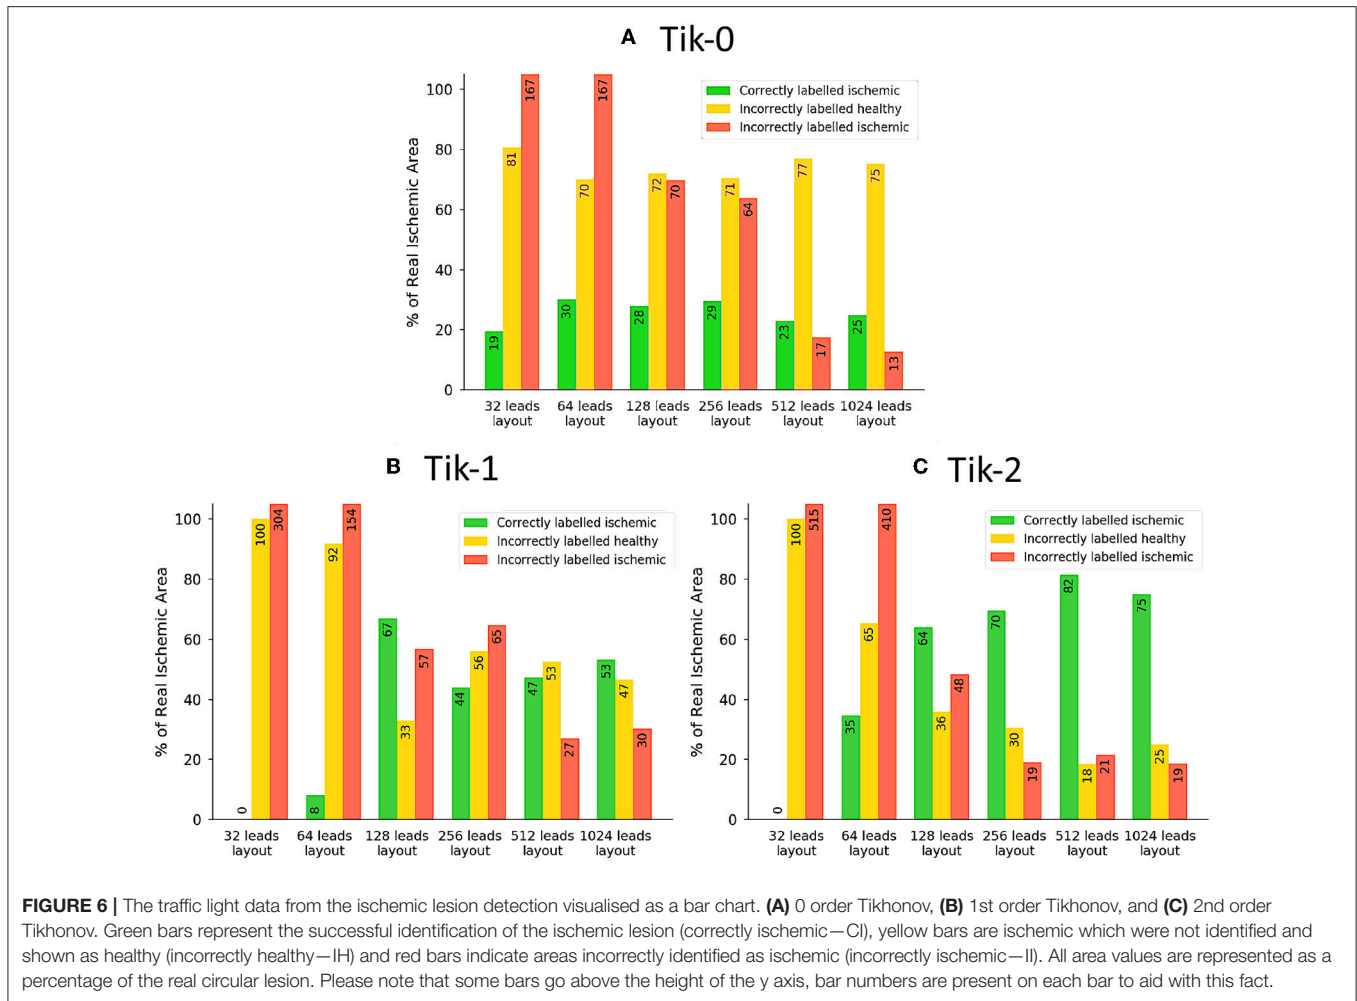 A Tik-0
% of Real Ischemic Area
100
80
60
40
20
0
Correctly labelled ischemic
Incorrectly labelled healthy
Incorrectly labelled ischemic
19 81 167
30 70 167
28 72 70
29 71 64
23 77 17
25 75 13
32 leads 64 leads 128 leads 256 leads 512 leads 1024 leads
layout layout layout layout layout layout
B Tik-1
% of Real Ischemic Area
100
80
60
40
20
0
Correctly labelled ischemic
Incorrectly labelled healthy
Incorrectly labelled ischemic
0 100 304
8 92 154
67 33 57
44 56 65
47 53 27
53 47 30
32 leads 64 leads 128 leads 256 leads 512 leads 1024 leads
layout layout layout layout layout layout
C Tik-2
% of Real Ischemic Area
100
80
60
40
20
0
Correctly labelled ischemic
Incorrectly labelled healthy
Incorrectly labelled ischemic
0 100 515
35 65 410
64 36 48
70 30 19
82 18 21
75 25 19
32 leads 64 leads 128 leads 256 leads 512 leads 1024 leads
layout layout layout layout layout layout
FIGURE 6 | The traffic light data from the ischemic lesion detection visualised as a bar chart. (A) 0 order Tikhonov, (B) 1st order Tikhonov, and (C) 2nd order
Tikhonov. Green bars represent the successful identification of the ischemic lesion (correctly ischemic—CI), yellow bars are ischemic which were not identified and
shown as healthy (incorrectly healthy—IH) and red bars indicate areas incorrectly identified as ischemic (incorrectly ischemic—II). All area values are represented as a
percentage of the real circular lesion. Please note that some bars go above the height of the y axis, bar numbers are present on each bar to aid with this fact.